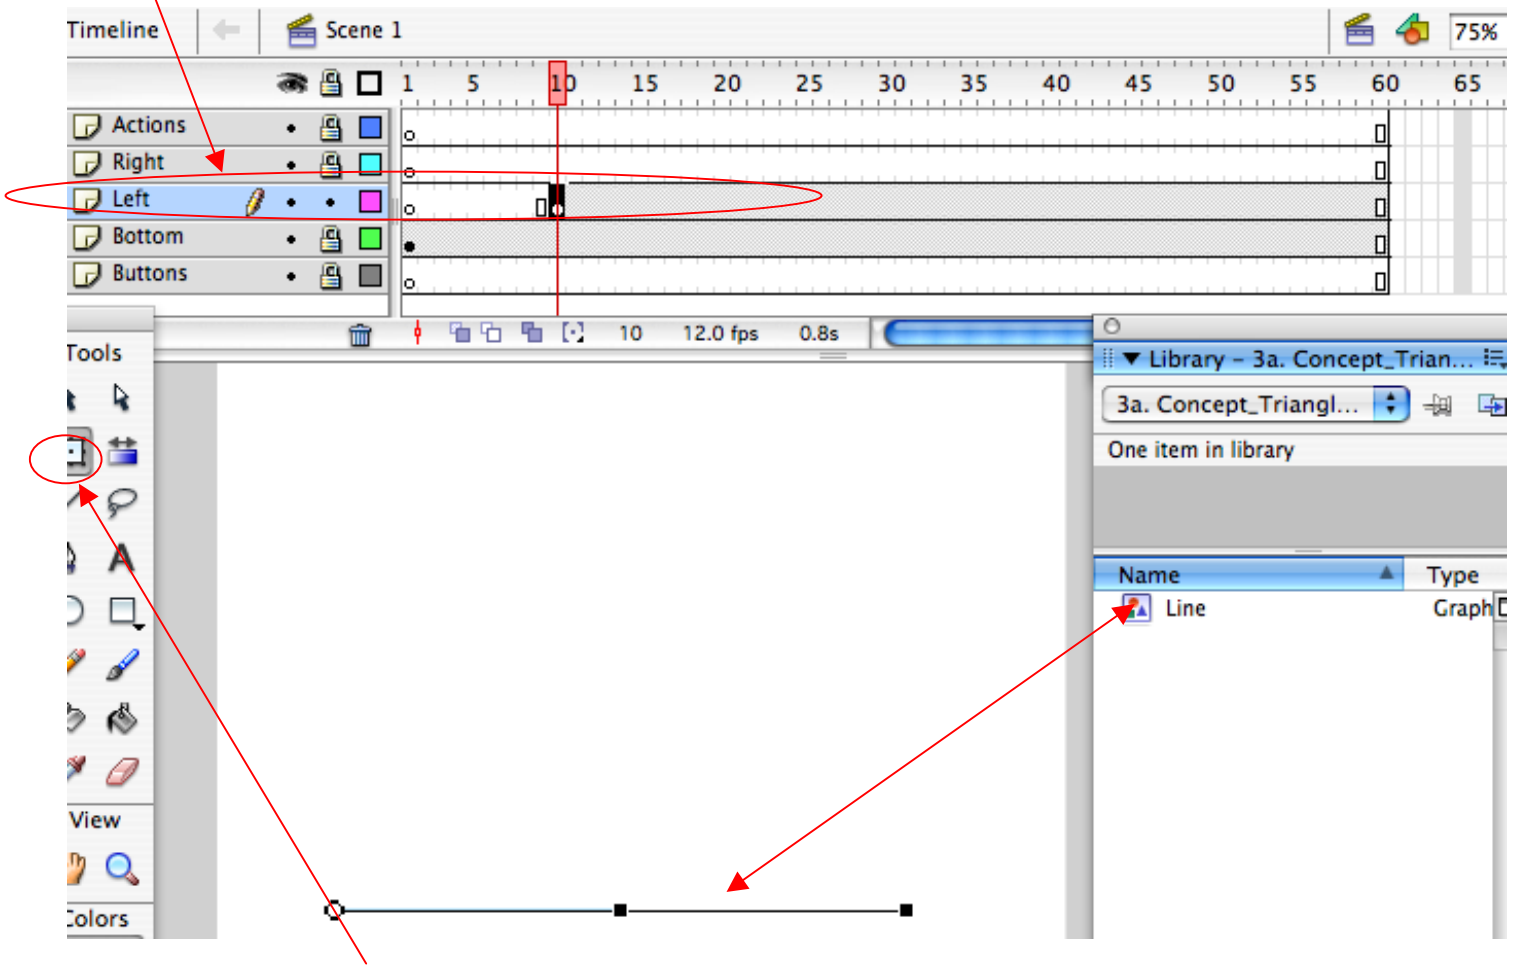 Timeline Scene 1 75%
1 5 10 15 20 25 30 35 40 45 50 55 60 65
Actions
Right
Left
Bottom
Buttons
10 12.0 fps 0.8s
Tools
Library – 3a. Concept_Trian...
3a. Concept_Triangl...
One item in library
A
Name Type
Line Graph
View
Colors